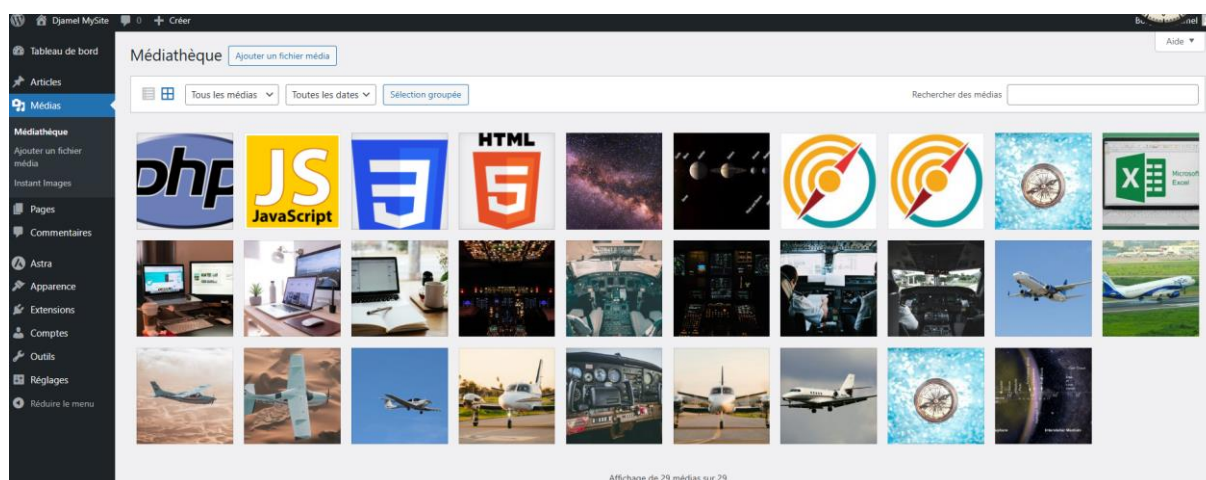 Djamel MySite 0 + Créer
Aide ▼
Tableau de bord
Articles
Médias
Médiathèque
Ajouter un fichier
média
Instant Images
Pages
Commentaires
Astra
Apparence
Extensions
Comptes
Outils
Réglages
Réduire le menu
Médiathèque Ajouter un fichier média
Tous les médias Toutes les dates Sélection groupée Rechercher des médias
php
JS
JavaScript
HTML
5
X
Microsoft
Excel
Affichage de 29 médias sur 29